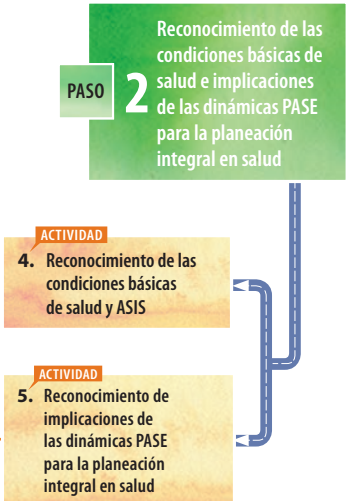 PASO
2
Reconocimiento de las
condiciones básicas de
salud e implicaciones
de las dinámicas PASE
para la planeación
integral en salud
ACTIVIDAD
4. Reconocimiento de las
condiciones básicas
de salud y ASIS
ACTIVIDAD
5. Reconocimiento de
implicaciones de
las dinámicas PASE
para la planeación
integral en salud